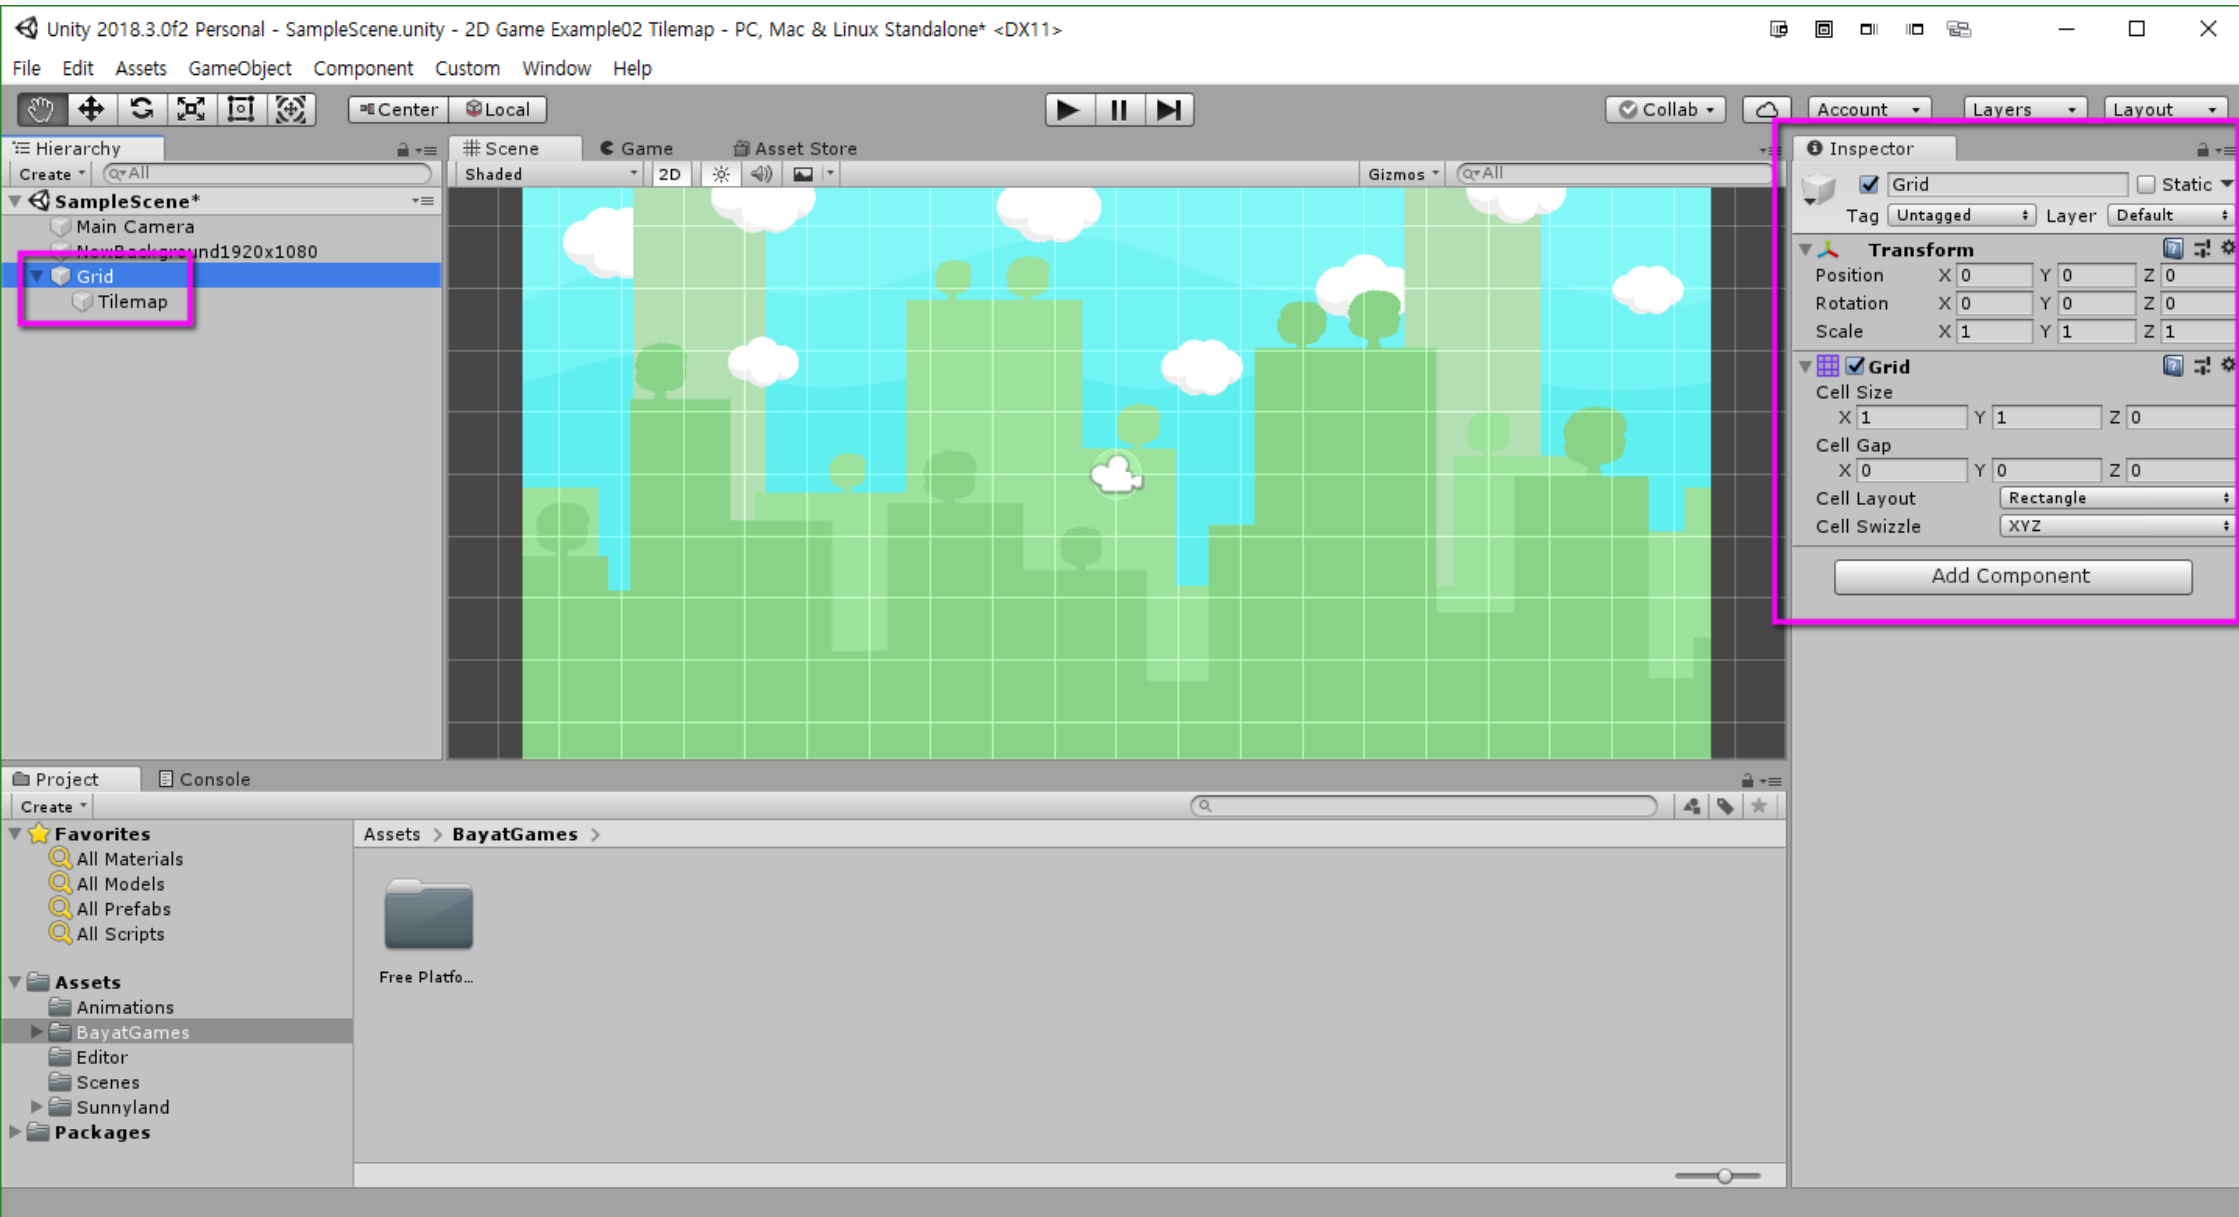 Unity 2018.3.0f2 Personal - SampleScene.unity - 2D Game Example02 Tilemap - PC, Mac & Linux Standalone* <DX11>
File Edit Assets GameObject Component Custom Window Help
Center Local Collab Account Layers Layout
Hierarchy
Create All
SampleScene*
Main Camera
NewBackground1920x1080
Grid
Tilemap
Scene Game Asset Store
Shaded 2D Gizmos All
Inspector
Grid Static
Tag Untagged Layer Default
Transform
Position X 0 Y 0 Z 0
Rotation X 0 Y 0 Z 0
Scale X 1 Y 1 Z 1
Grid
Cell Size
X 1 Y 1 Z 0
Cell Gap
X 0 Y 0 Z 0
Cell Layout Rectangle
Cell Swizzle XYZ
Add Component
Project Console
Create
Favorites
All Materials
All Models
All Prefabs
All Scripts
Assets
Animations
BayatGames
Editor
Scenes
Sunnyland
Packages
Assets > BayatGames >
Free Platfo...